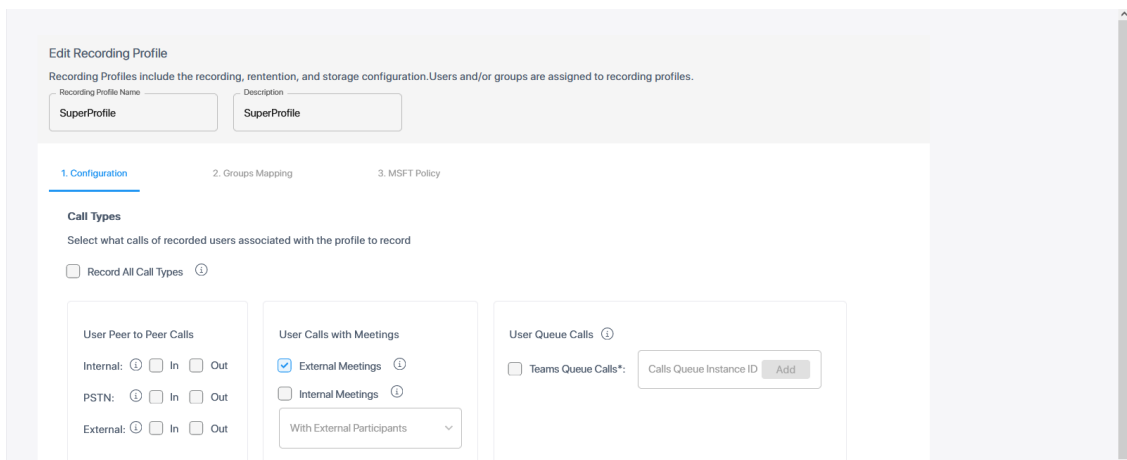 Edit Recording Profile
Recording Profiles include the recording, rentention, and storage configuration.Users and/or groups are assigned to recording profiles.
Recording Profile Name
Description
SuperProfile
SuperProfile
1. Configuration
2. Groups Mapping
3. MSFT Policy
Call Types
Select what calls of recorded users associated with the profile to record
Record All Call Types
User Peer to Peer Calls
Internal: In Out
PSTN: In Out
External: In Out
User Calls with Meetings
External Meetings
Internal Meetings
With External Participants
User Queue Calls
Teams Queue Calls*:
Calls Queue Instance ID Add